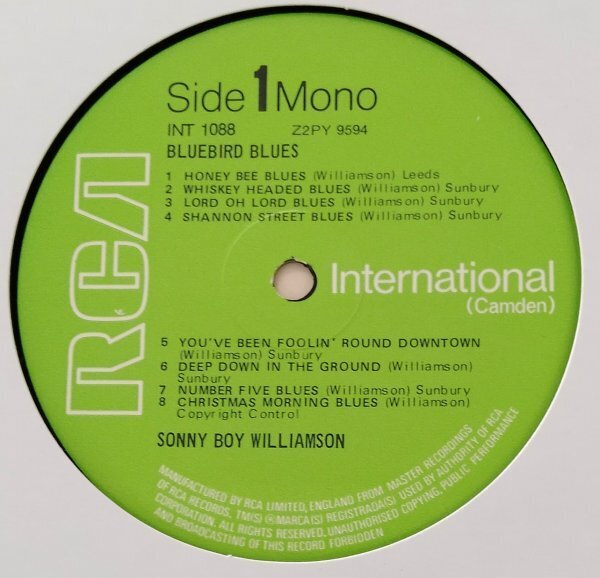 Side 1 Mono
INT 1088 Z2PY 9594
BLUEBIRD BLUES
1 HONEY BEE BLUES (Williamson) Leeds
2 WHISKEY HEADED BLUES (Williamson) Sunbury
3 LORD OH LORD BLUES (Williamson) Sunbury
4 SHANNON STREET BLUES (Williamson) Sunbury
RCA
International
(Camden)
5 YOU'VE BEEN FOOLIN' ROUND DOWNTOWN
(Williamson) Sunbury
6 DEEP DOWN IN THE GROUND (Williamson)
Sunbury
7 NUMBER FIVE BLUES (Williamson) Sunbury
8 CHRISTMAS MORNING BLUES (Williamson)
Copyright Control
SONNY BOY WILLIAMSON
MANUFACTURED BY RCA LIMITED, ENGLAND FROM MASTER RECORDINGS
OF RCA RECORDS. TM(S) ® MARCA(S) REGISTRADA(S) USED BY AUTHORITY OF RCA
CORPORATION. ALL RIGHTS RESERVED. UNAUTHORISED COPYING, PUBLIC PERFORMANCE
AND BROADCASTING OF THIS RECORD FORBIDDEN